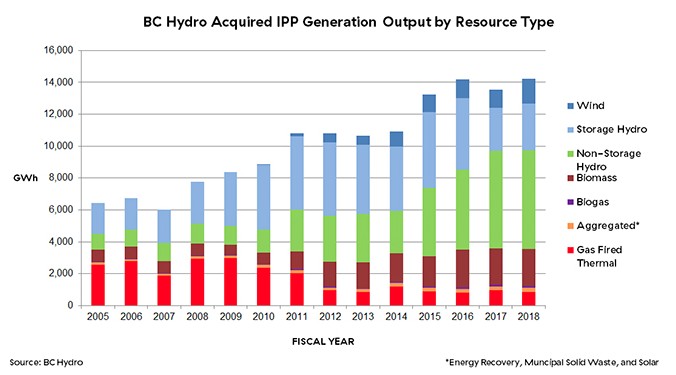 BC Hydro Acquired IPP Generation Output by Resource Type
16,000
14,000
12,000
10,000
8,000
6,000
4,000
2,000
0
GWh
2005 2006 2007 2008 2009 2010 2011 2012 2013 2014 2015 2016 2017 2018
FISCAL YEAR
Wind
Storage Hydro
Non-Storage
Hydro
Biomass
Biogas
Aggregated*
Gas Fired
Thermal
Source: BC Hydro
*Energy Recovery, Muncipal Solid Waste, and Solar